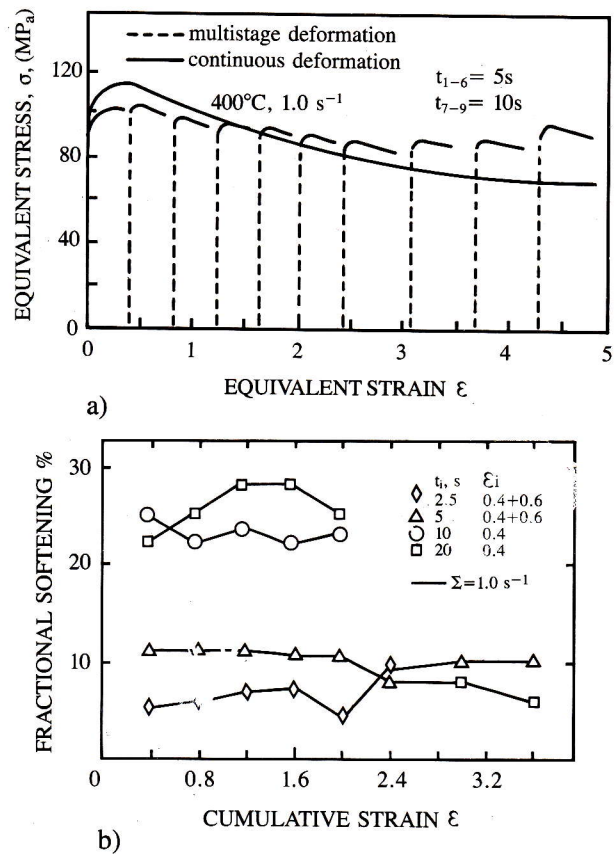 a)
EQUIVALENT STRESS, σ, (MPa)
120
80
40
0
multistage deformation
continuous deformation
400°C, 1.0 s⁻¹
t₁₋₆ = 5s
t₇₋₉ = 10s
0 1 2 3 4 5
EQUIVALENT STRAIN ε
a)
FRACTIONAL SOFTENING %
30
20
10
tᵢ, s εi
2.5 0.4+0.6
5 0.4+0.6
10 0.4
20 0.4
Σ=1.0 s⁻¹
0 0.8 1.6 2.4 3.2
CUMULATIVE STRAIN ε
b)